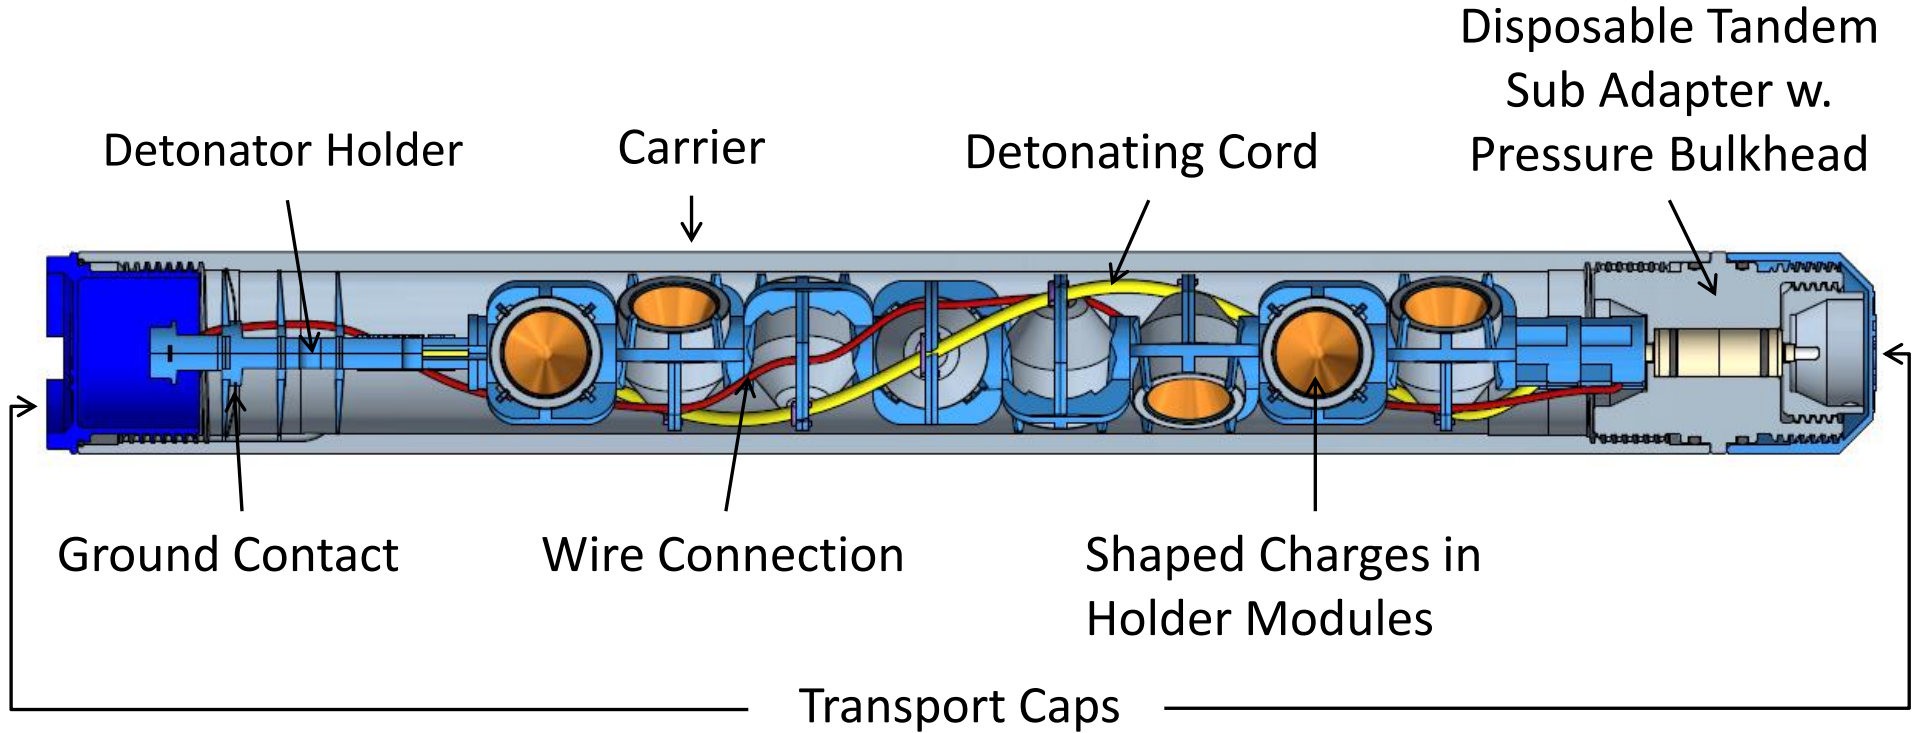 Disposable Tandem
Sub Adapter w.
Pressure Bulkhead
Detonator Holder
Carrier
Detonating Cord
Ground Contact
Wire Connection
Shaped Charges in
Holder Modules
Transport Caps